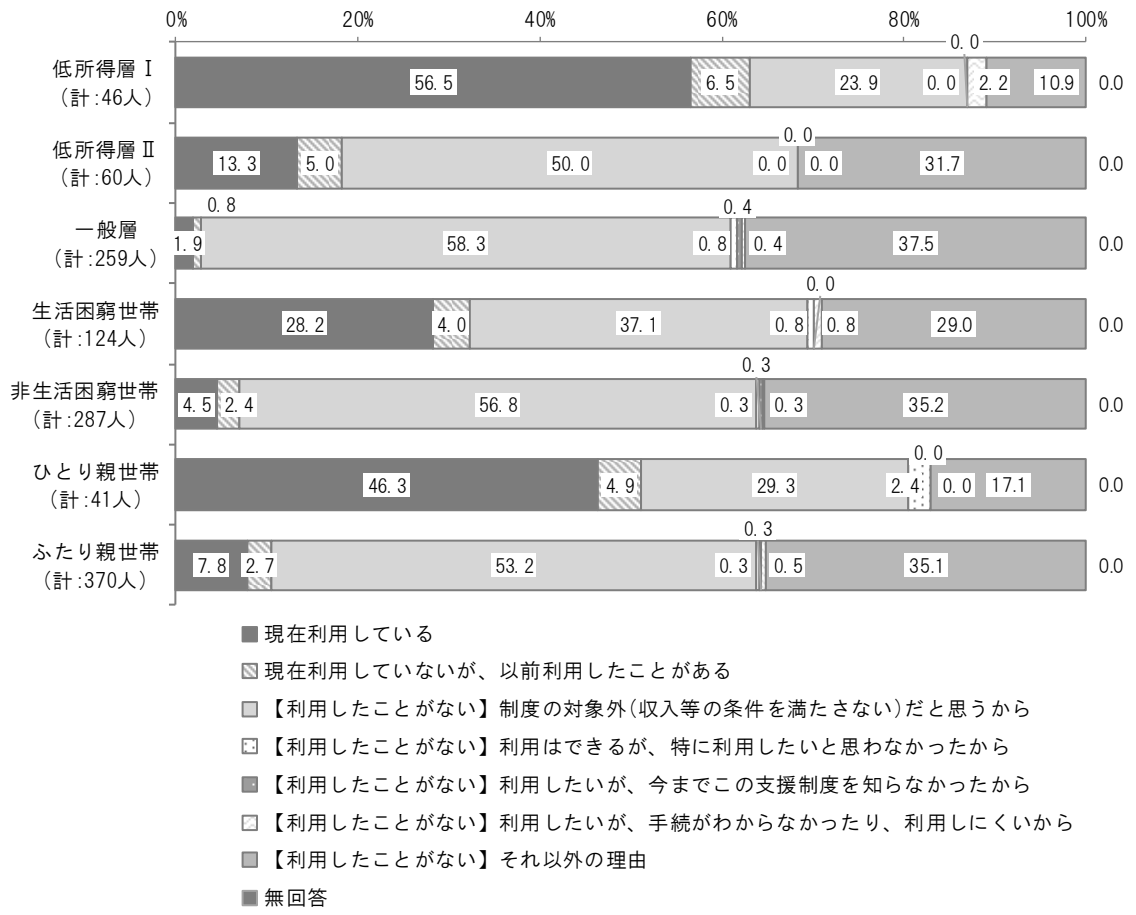 0% 20% 40% 60% 80% 100%
0.0
低所得層Ⅰ
(計:46人)
56.5 6.5 23.9 0.0 2.2 10.9 0.0
0.0
低所得層Ⅱ
(計:60人)
13.3 5.0 50.0 0.0 0.0 31.7 0.0
0.8 0.4
一般層
(計:259人)
1.9 58.3 0.8 0.4 37.5 0.0
0.0
生活困窮世帯
(計:124人)
28.2 4.0 37.1 0.8 0.8 29.0 0.0
0.3
非生活困窮世帯
(計:287人)
4.5 2.4 56.8 0.3 0.3 35.2 0.0
0.0
ひとり親世帯
(計:41人)
46.3 4.9 29.3 2.4 0.0 17.1 0.0
0.3
ふたり親世帯
(計:370人)
7.8 2.7 53.2 0.3 0.5 35.1 0.0
現在利用している
現在利用していないが、以前利用したことがある
【利用したことがない】制度の対象外(収入等の条件を満たさない)だと思うから
【利用したことがない】利用はできるが、特に利用したいと思わなかったから
【利用したことがない】利用したいが、今までこの支援制度を知らなかったから
【利用したことがない】利用したいが、手続がわからなかったり、利用しにくいから
【利用したことがない】それ以外の理由
無回答